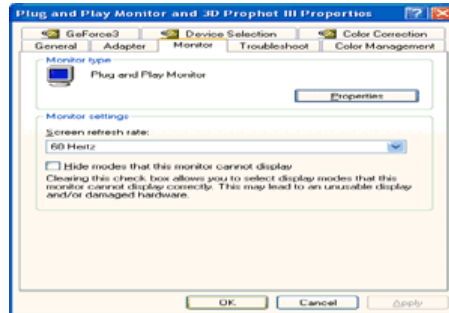 Plug and Play Monitor and 3D Prophet III Properties
GeForce3 Device Selection Color Correction
General Adapter Monitor Troubleshoot Color Management
Monitor type
Plug and Play Monitor
Properties
Monitor settings
Screen refresh rate:
60 Hertz
Hide modes that this monitor cannot display
Clearing this check box allows you to select display modes that this
monitor cannot display correctly. This may lead to an unusable display
and/or damaged hardware.
OK Cancel Apply